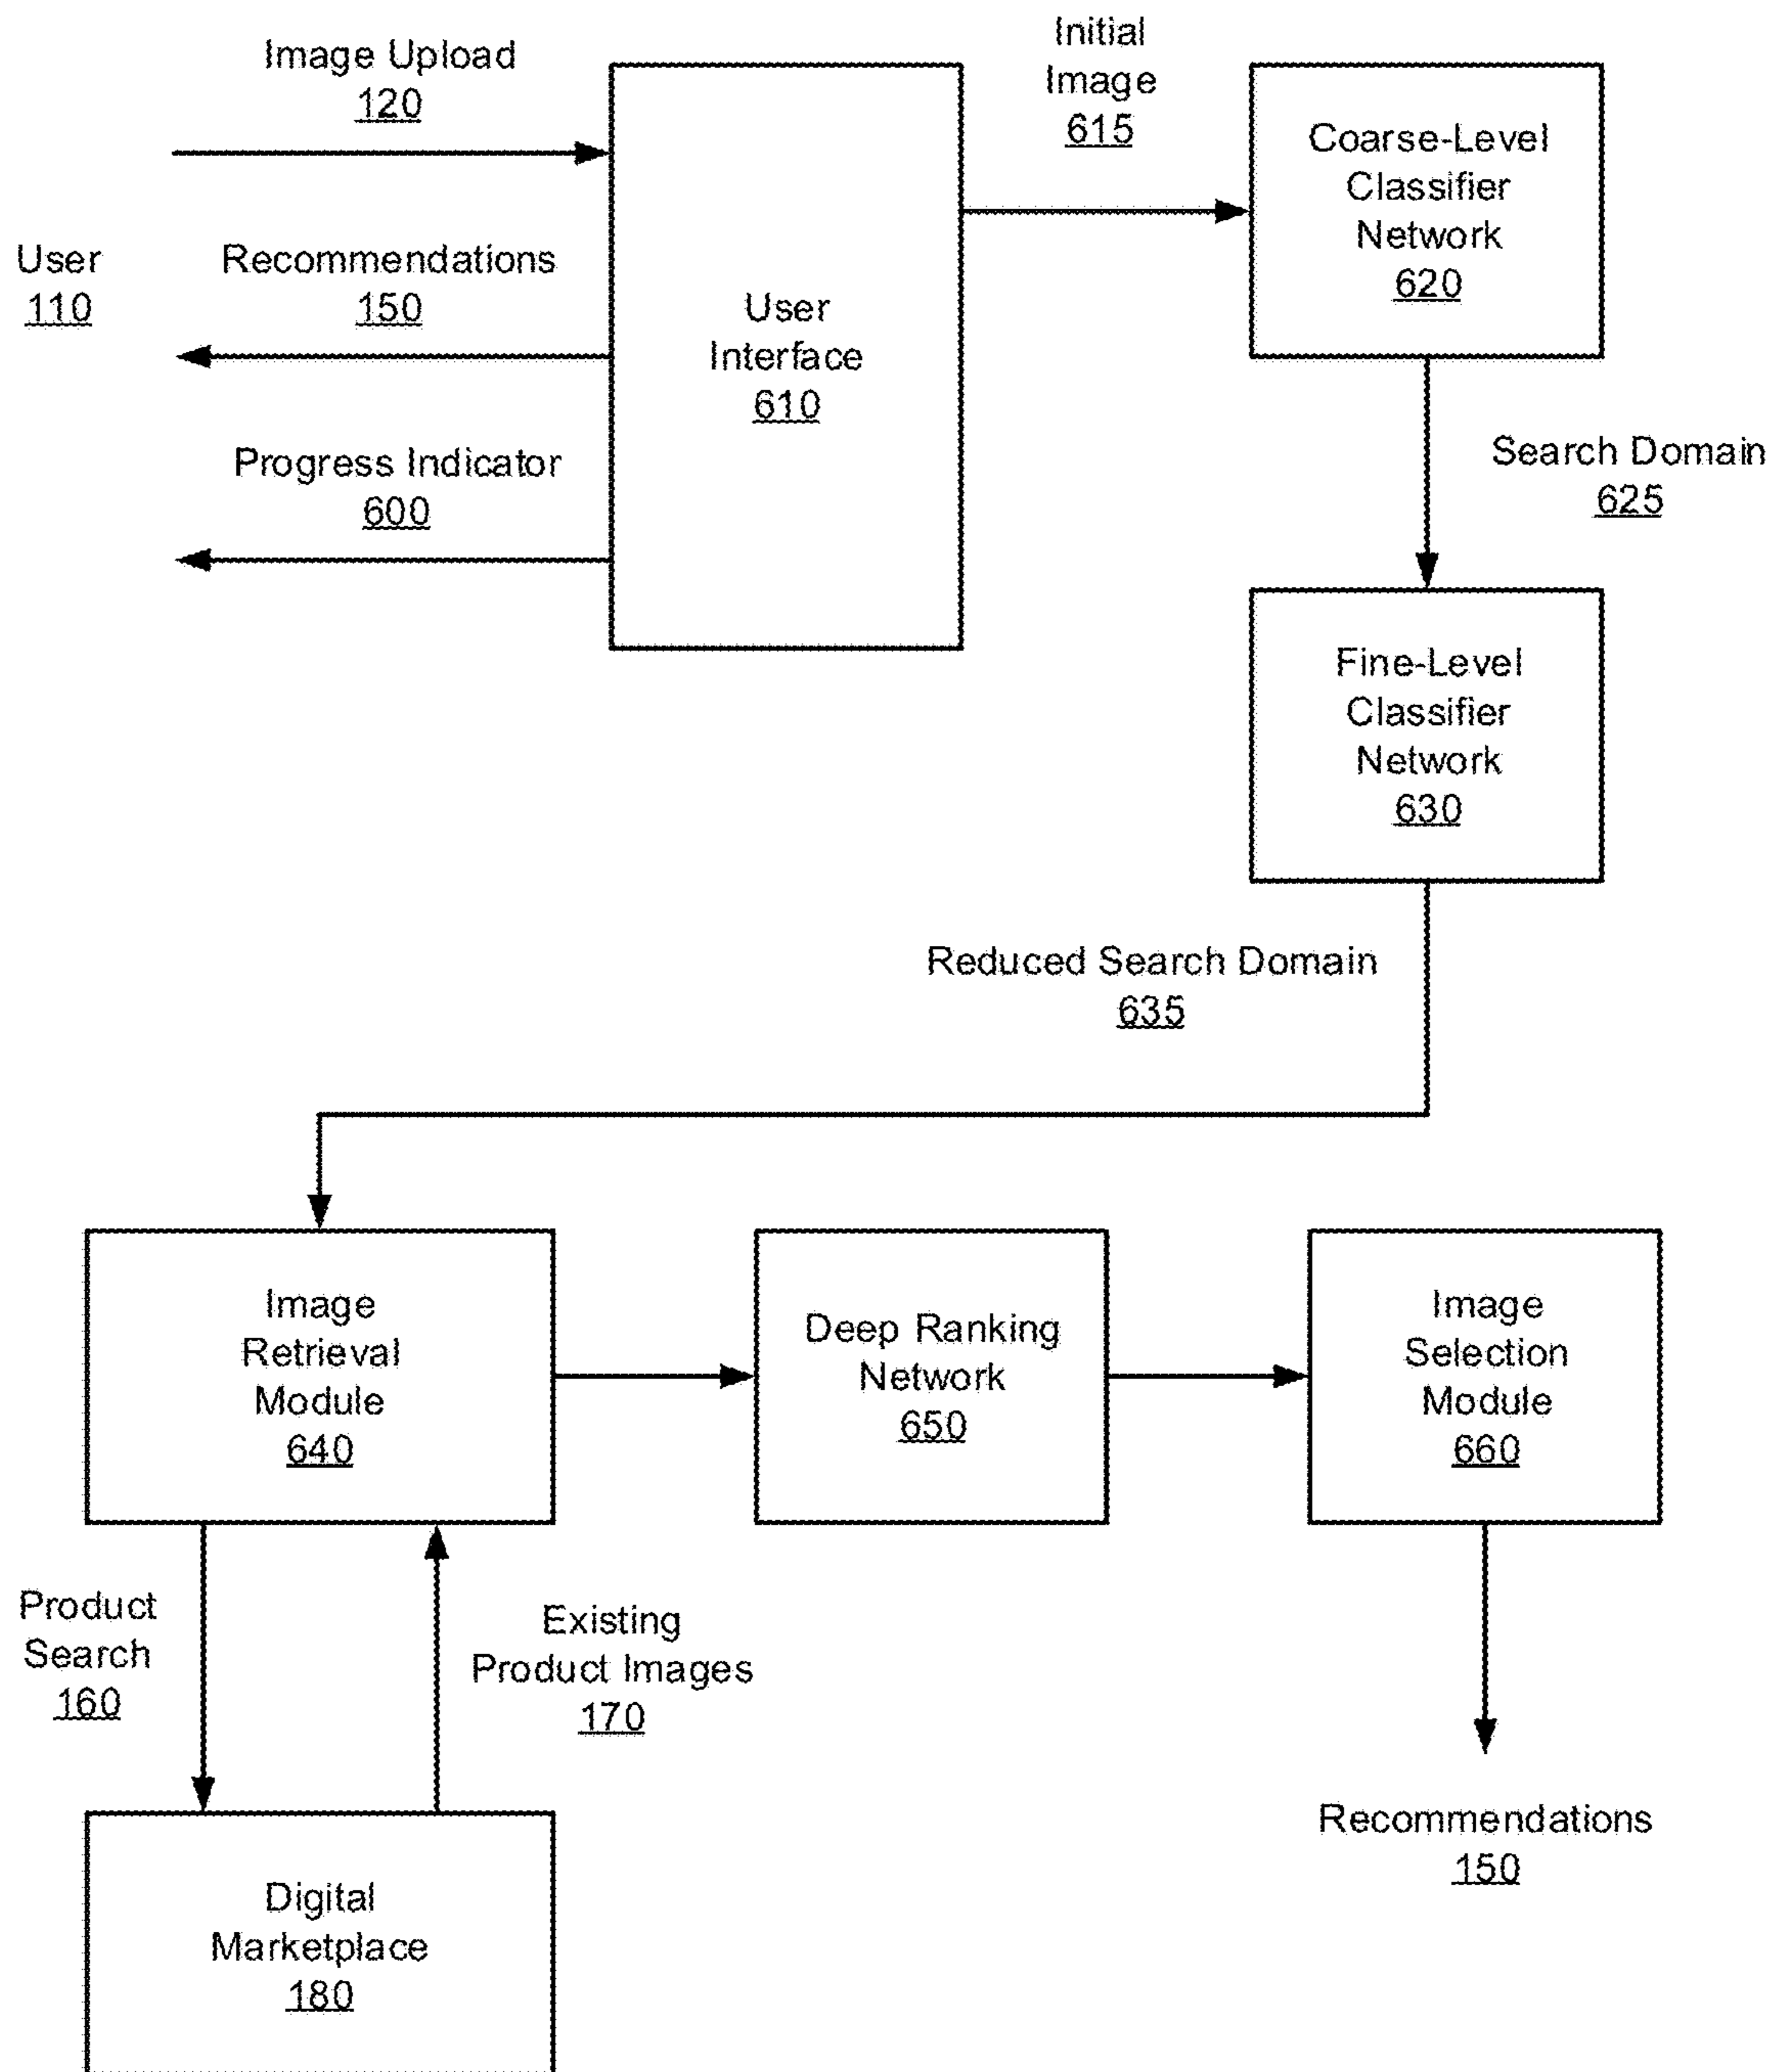 Image Upload
120
Initial
Image
615
Coarse-Level
Classifier
Network
620
User
110
Recommendations
150
User
Interface
610
Progress Indicator
600
Search Domain
625
Fine-Level
Classifier
Network
630
Reduced Search Domain
635
Image
Retrieval
Module
640
Deep Ranking
Network
650
Image
Selection
Module
660
Product
Search
160
Existing
Product Images
170
Recommendations
150
Digital
Marketplace
180